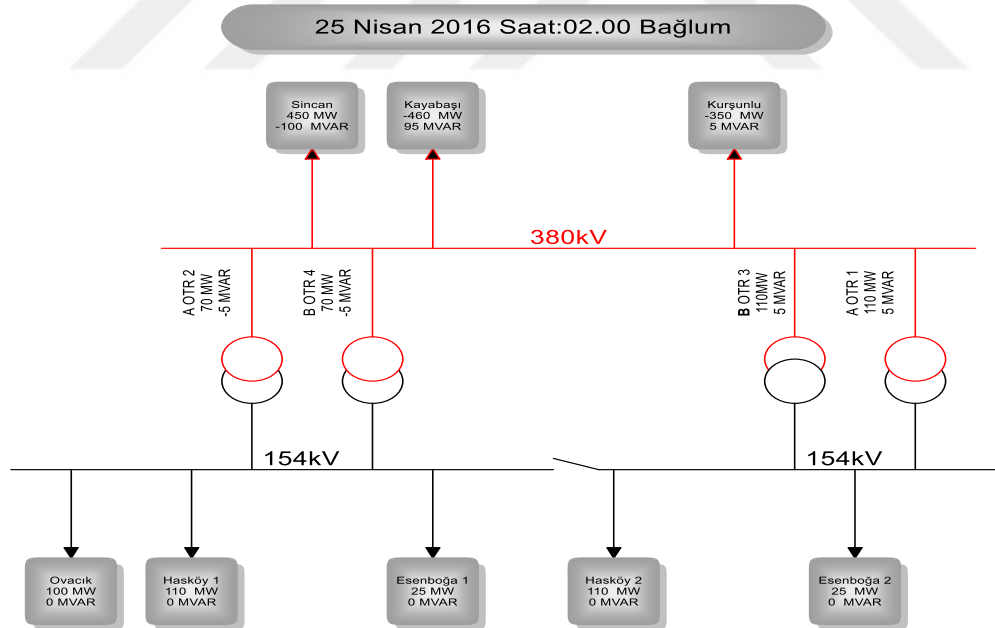 25 Nisan 2016 Saat:02.00 Bağlum
Sincan
450 MW
-100 MVAR
Kayabaşı
-460 MW
95 MVAR
Kurşunlu
-350 MW
5 MVAR
380kV
A OTR 2
70 MW
-5 MVAR
B OTR 4
70 MW
-5 MVAR
B OTR 3
110MW
5 MVAR
A OTR 1
110 MW
5 MVAR
154kV
154kV
Ovacık
100 MW
0 MVAR
Hasköy 1
110 MW
0 MVAR
Esenboğa 1
25 MW
0 MVAR
Hasköy 2
110 MW
0 MVAR
Esenboğa 2
25 MW
0 MVAR